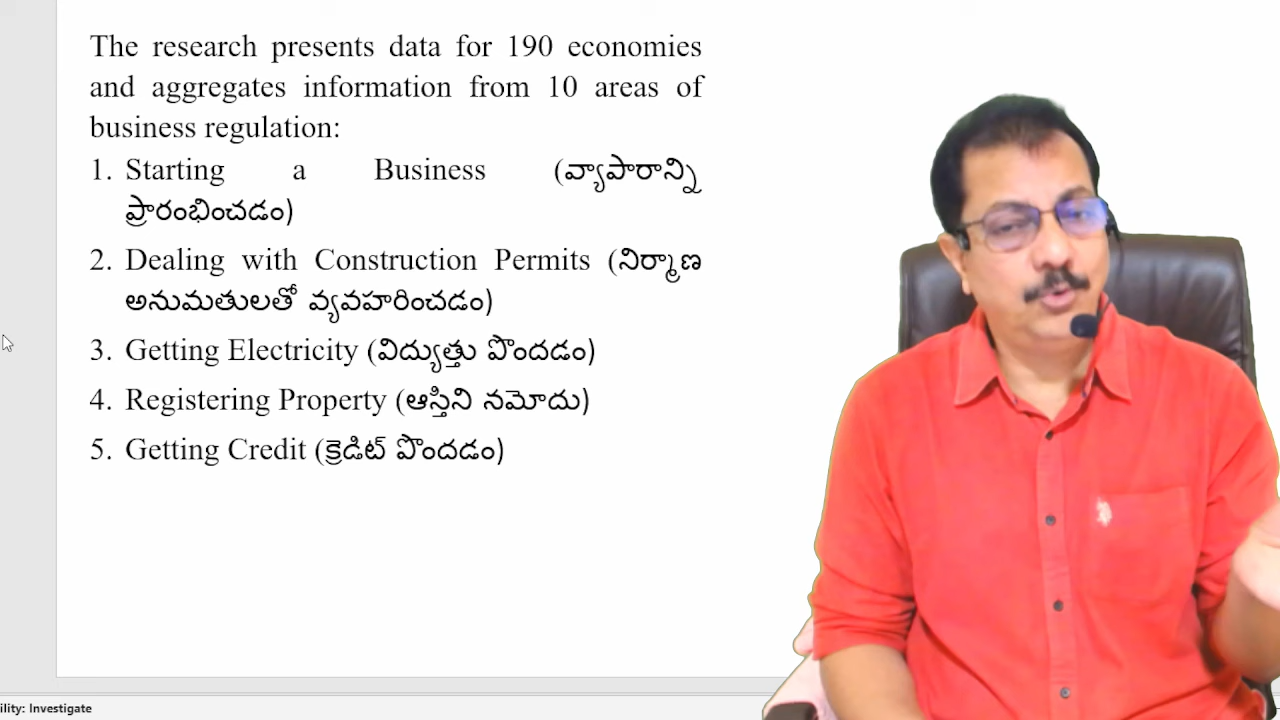 The research presents data for 190 economies
and aggregates information from 10 areas of
business regulation:
1. Starting a Business (వ్యాపారాన్ని
ప్రారంభించడం)
2. Dealing with Construction Permits (నిర్మాణ
అనుమతులతో వ్యవహరించడం)
3. Getting Electricity (విద్యుత్తు పొందడం)
4. Registering Property (ఆస్తిని నమోదు)
5. Getting Credit (క్రెడిట్ పొందడం)
ility: Investigate